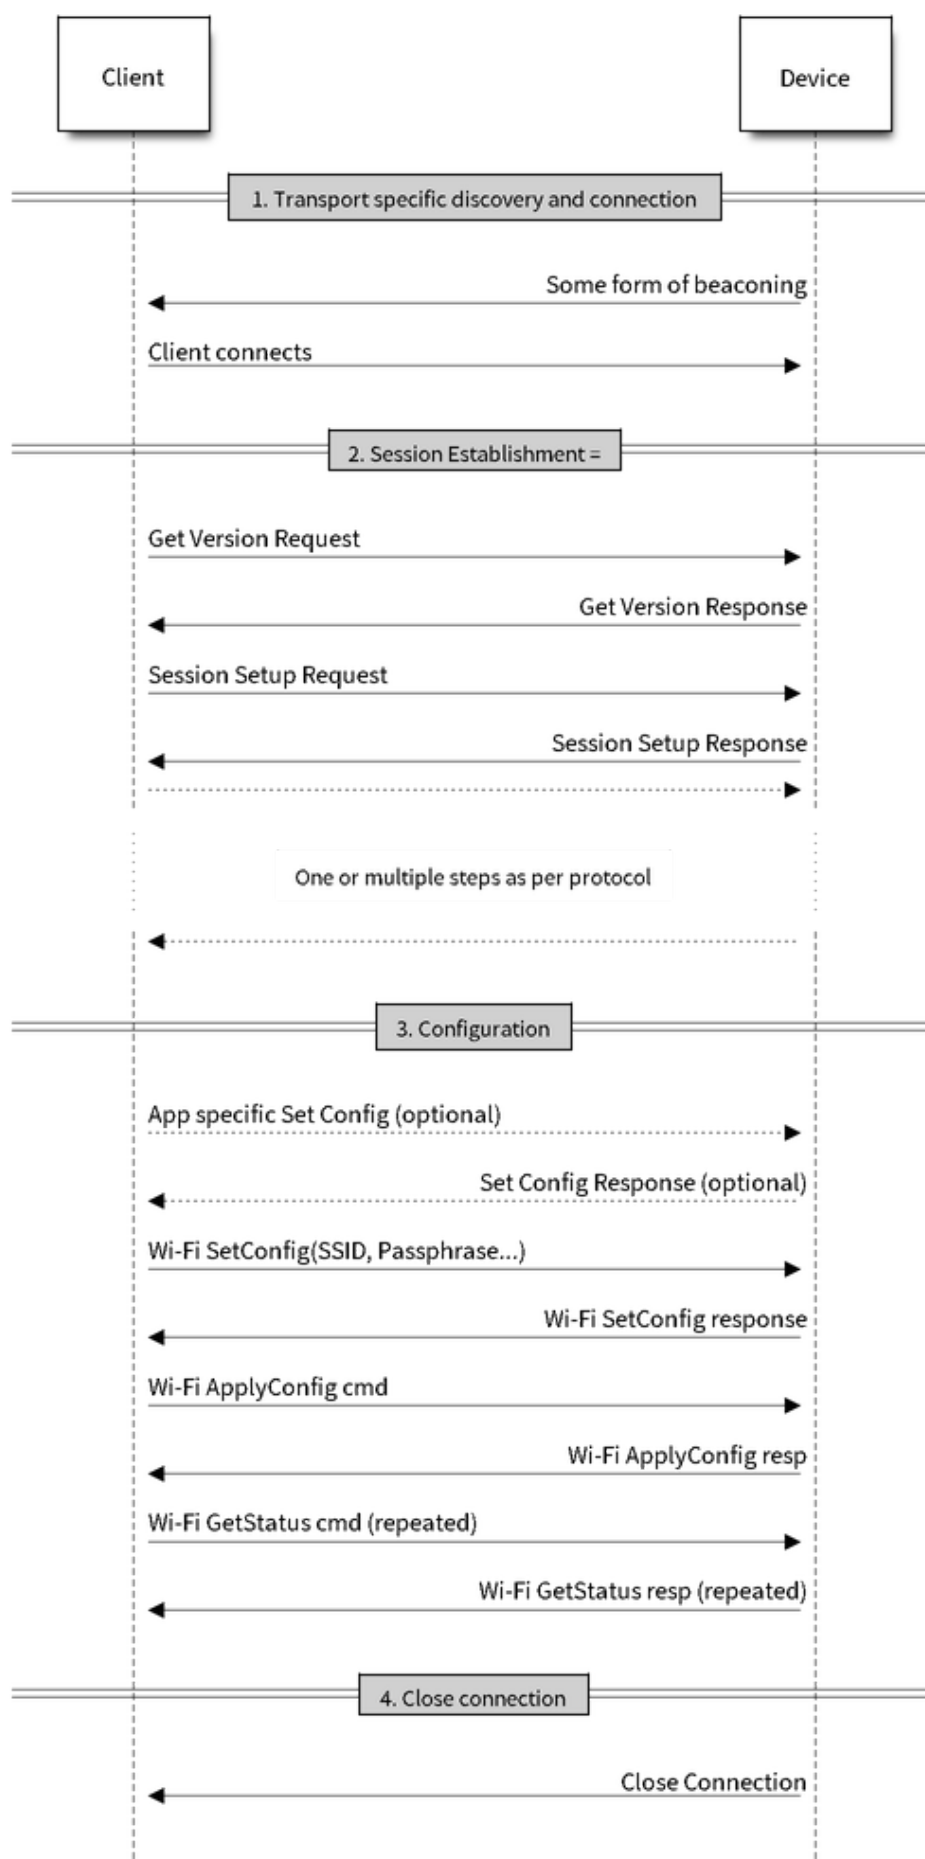 Client
Device
1. Transport specific discovery and connection
Some form of beaconing
Client connects
2. Session Establishment =
Get Version Request
Get Version Response
Session Setup Request
Session Setup Response
One or multiple steps as per protocol
3. Configuration
App specific Set Config (optional)
Set Config Response (optional)
Wi-Fi SetConfig(SSID, Passphrase...)
Wi-Fi SetConfig response
Wi-Fi ApplyConfig cmd
Wi-Fi ApplyConfig resp
Wi-Fi GetStatus cmd (repeated)
Wi-Fi GetStatus resp (repeated)
4. Close connection
Close Connection